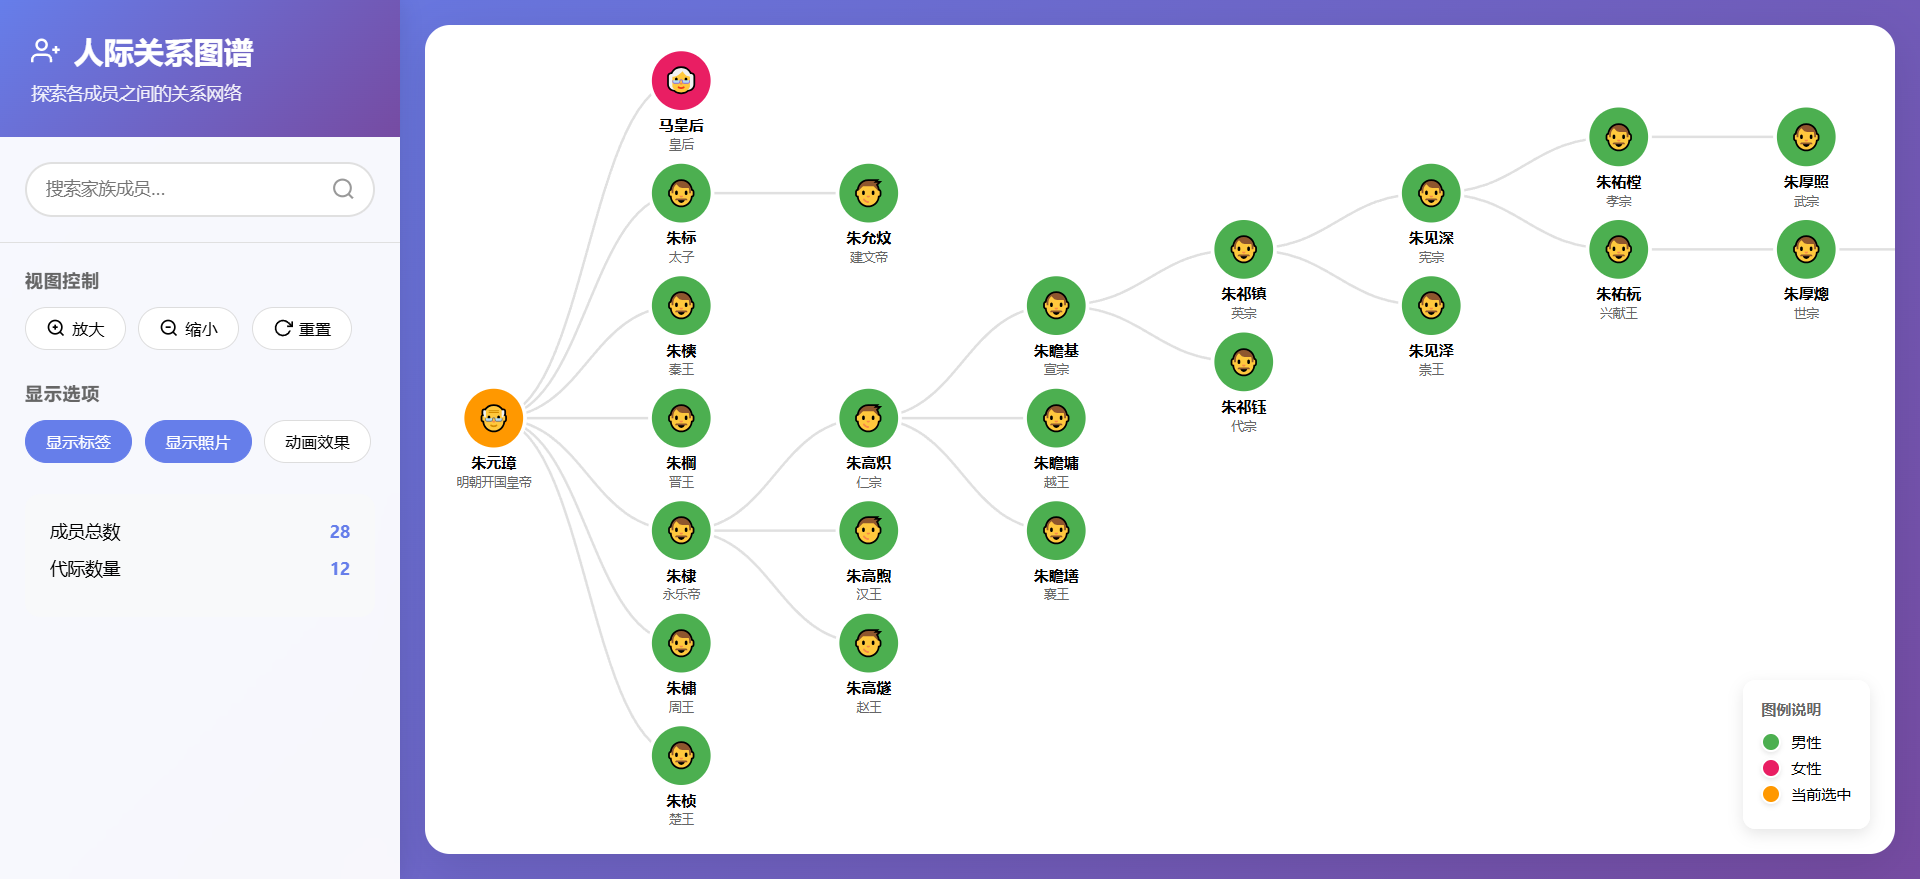 人际关系图谱
探索各成员之间的关系网络
搜索家族成员...
视图控制
放大 缩小 重置
显示选项
显示标签 显示照片 动画效果
成员总数 28
代际数量 12
马皇后
皇后
朱标
太子
朱允炆
建文帝
朱樉
秦王
朱元璋
明朝开国皇帝
朱棡
晋王
朱棣
永乐帝
朱橚
周王
朱桢
楚王
朱高炽
仁宗
朱高煦
汉王
朱高燧
赵王
朱瞻基
宣宗
朱瞻墉
越王
朱瞻墡
襄王
朱祁镇
英宗
朱祁钰
代宗
朱见深
宪宗
朱见泽
崇王
朱祐樘
孝宗
朱祐杬
兴献王
朱厚照
武宗
朱厚熜
世宗
图例说明
男性
女性
当前选中